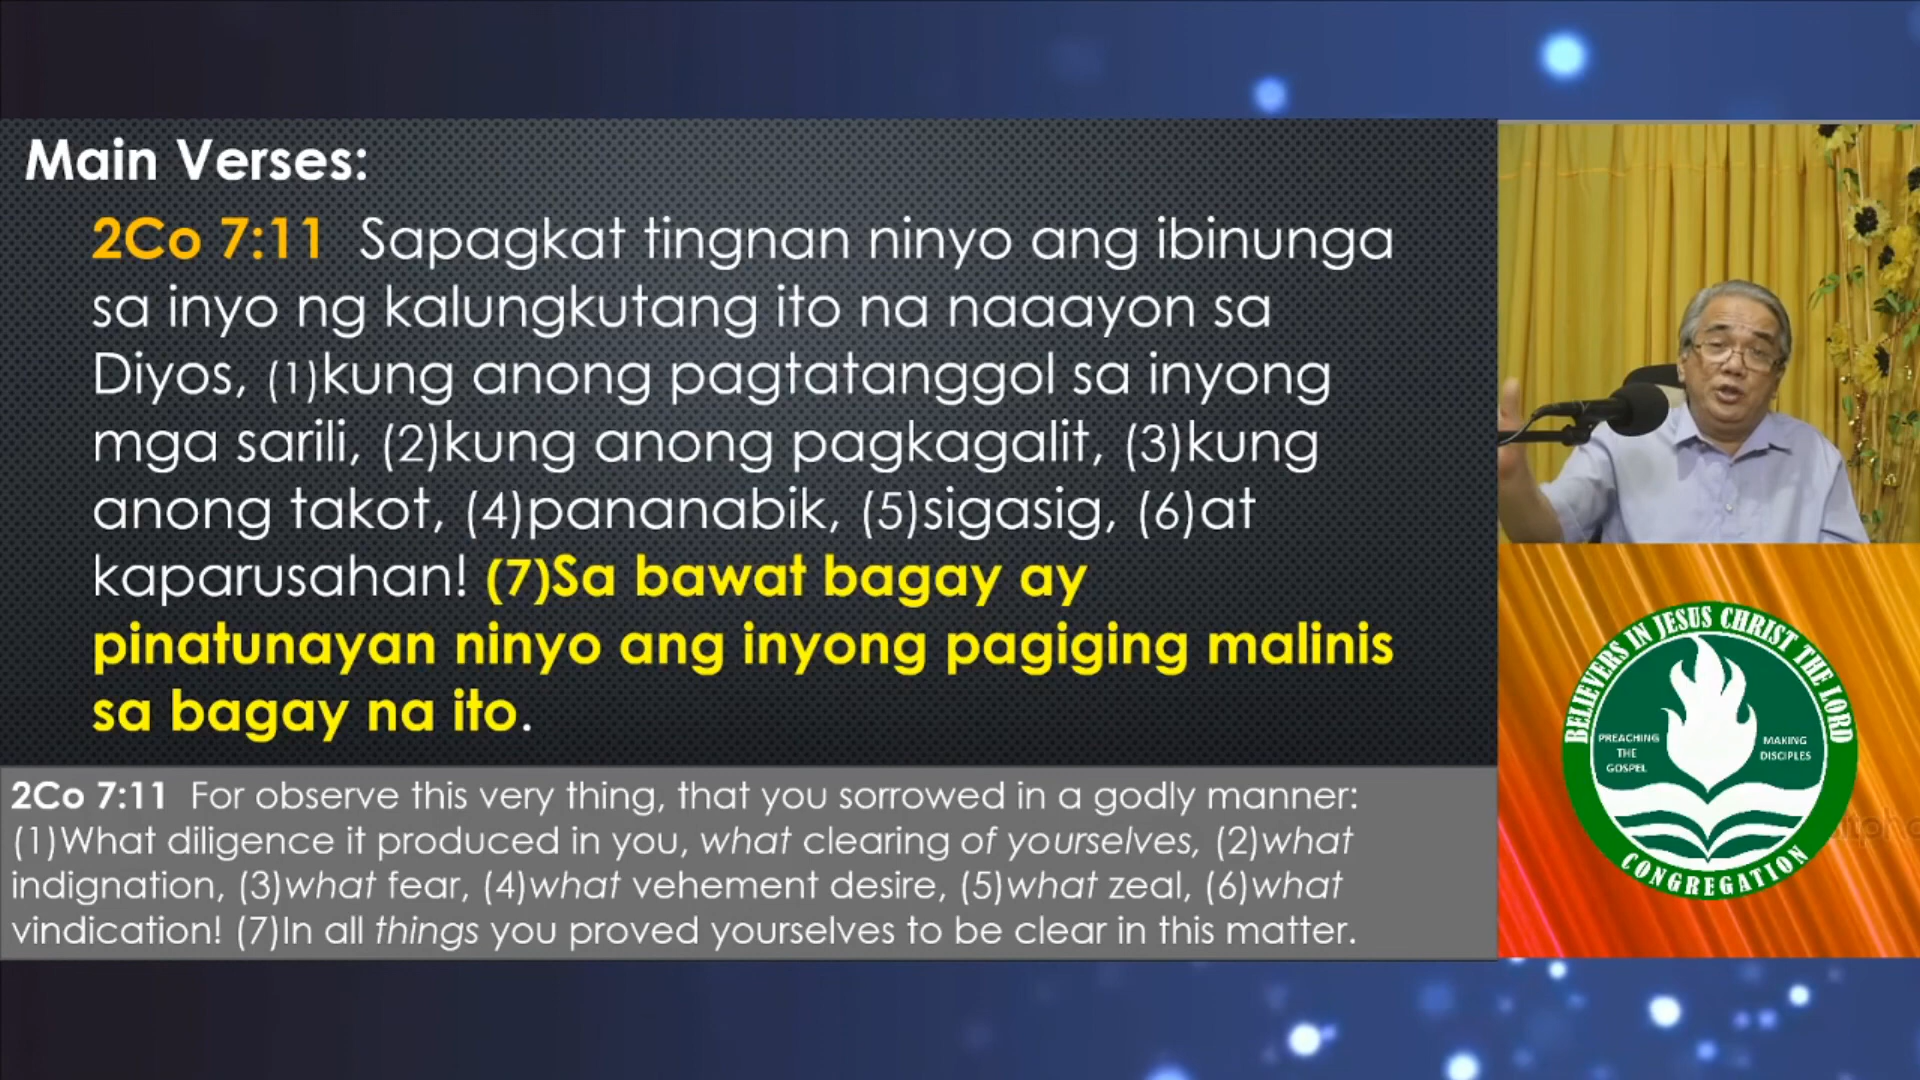 Main Verses:
2Co 7:11 Sapagkat tingnan ninyo ang ibinunga
sa inyo ng kalungkutang ito na naaayon sa
Diyos, (1)kung anong pagtatanggol sa inyong
mga sarili, (2)kung anong pagkagalit, (3)kung
anong takot, (4)pananabik, (5)sigasig, (6)at
kaparusahan! (7)Sa bawat bagay ay
pinatunayan ninyo ang inyong pagiging malinis
sa bagay na ito.
2Co 7:11 For observe this very thing, that you sorrowed in a godly manner:
(1)What diligence it produced in you, what clearing of yourselves, (2)what
indignation, (3)what fear, (4)what vehement desire, (5)what zeal, (6)what
vindication! (7)In all things you proved yourselves to be clear in this matter.
BELIEVERS IN JESUS CHRIST THE LORD
PREACHING
THE
GOSPEL
MAKING
DISCIPLES
CONGREGATION